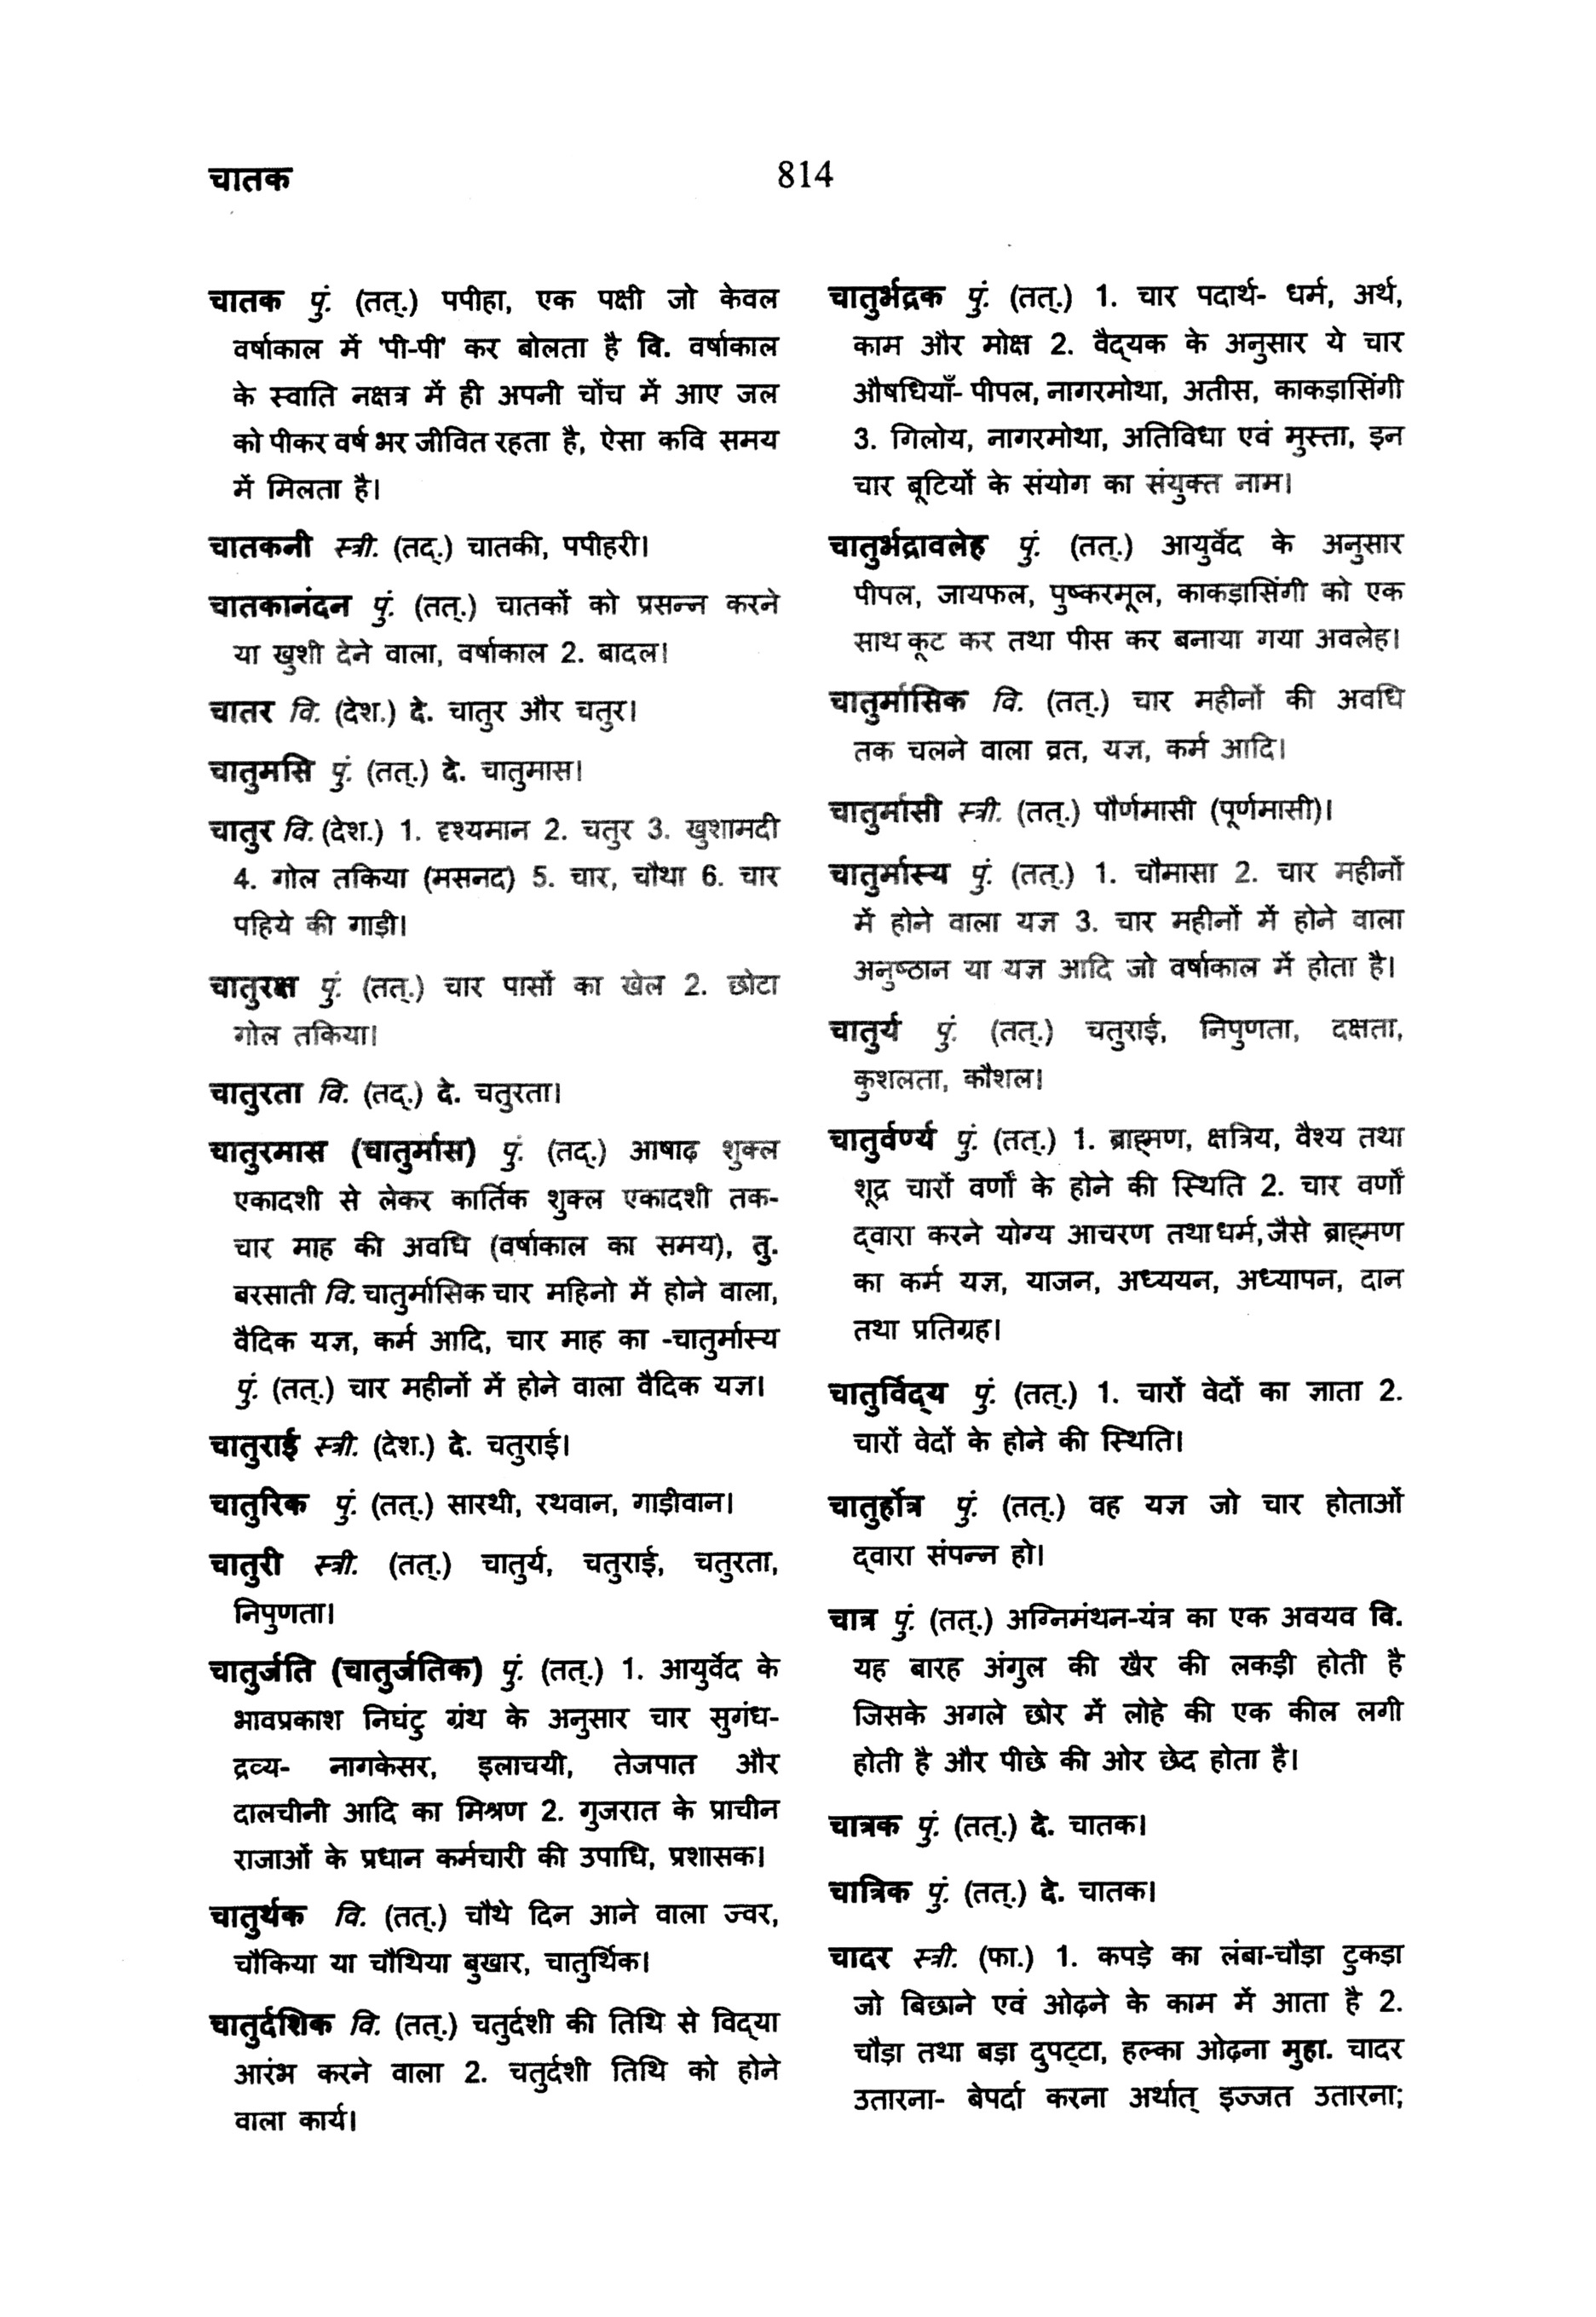 चातक
814
चातक पुं. (तत्.) पपीहा, एक पक्षी जो केवल
वर्षाकाल में 'पी-पी' कर बोलता है वि. वर्षाकाल
के स्वाति नक्षत्र में ही अपनी चोंच में आए जल
को पीकर वर्ष भर जीवित रहता है, ऐसा कवि समय
में मिलता है।
चातकनी स्त्री. (तद्.) चातकी, पपीहरी।
चातकानंदन पुं. (तत्.) चातकों को प्रसन्न करने
या खुशी देने वाला, वर्षाकाल 2. बादल।
चातर वि. (देश.) दे. चातुर और चतुर।
चातुमसि पुं. (तत्.) दे. चातुमास।
चातुर वि. (देश.) 1. दृश्यमान 2. चतुर 3. खुशामदी
4. गोल तकिया (मसनद) 5. चार, चौथा 6. चार
पहिये की गाड़ी।
चातुरक्ष पुं. (तत्.) चार पासों का खेल 2. छोटा
गोल तकिया।
चातुरता वि. (तद्.) दे. चतुरता।
चातुरमास (चातुर्मास) पुं. (तद्.) आषाढ़ शुक्ल
एकादशी से लेकर कार्तिक शुक्ल एकादशी तक-
चार माह की अवधि (वर्षाकाल का समय), तु.
बरसाती वि. चातुर्मासिक चार महिनो में होने वाला,
वैदिक यज्ञ, कर्म आदि, चार माह का -चातुर्मास्य
पुं. (तत्.) चार महीनों में होने वाला वैदिक यज्ञ।
चातुराई स्त्री. (देश.) दे. चतुराई।
चातुरिक पुं. (तत्.) सारथी, रथवान, गाड़ीवान।
चातुरी स्त्री. (तत्.) चातुर्य, चतुराई, चतुरता,
निपुणता।
चातुर्जति (चातुर्जतिक) पुं. (तत्.) 1. आयुर्वेद के
भावप्रकाश निघंटु ग्रंथ के अनुसार चार सुगंध-
द्रव्य- नागकेसर, इलाचयी, तेजपात और
दालचीनी आदि का मिश्रण 2. गुजरात के प्राचीन
राजाओं के प्रधान कर्मचारी की उपाधि, प्रशासक।
चातुर्थक वि. (तत्.) चौथे दिन आने वाला ज्वर,
चौकिया या चौथिया बुखार, चातुर्थिक।
चातुर्दशिक वि. (तत्.) चतुर्दशी की तिथि से विद्‌या
आरंभ करने वाला 2. चतुर्दशी तिथि को होने
वाला कार्य।
चातुर्भद्रक पुं. (तत्.) 1. चार पदार्थ- धर्म, अर्थ,
काम और मोक्ष 2. वैद्‌यक के अनुसार ये चार
औषधियाँ- पीपल, नागरमोथा, अतीस, काकड़ासिंगी
3. गिलोय, नागरमोथा, अतिविधा एवं मुस्ता, इन
चार बूटियों के संयोग का संयुक्त नाम।
चातुर्भद्रावलेह पुं. (तत्.) आयुर्वेद के अनुसार
पीपल, जायफल, पुष्करमूल, काकड़ासिंगी को एक
साथ कूट कर तथा पीस कर बनाया गया अवलेह।
चातुर्मासिक वि. (तत्.) चार महीनों की अवधि
तक चलने वाला व्रत, यज्ञ, कर्म आदि।
चातुर्मासी स्त्री. (तत्.) पौर्णमासी (पूर्णमासी)।
चातुर्मास्य पुं. (तत्.) 1. चौमासा 2. चार महीनों
में होने वाला यज्ञ 3. चार महीनों में होने वाला
अनुष्ठान या यज्ञ आदि जो वर्षाकाल में होता है।
चातुर्य पुं. (तत्.) चतुराई, निपुणता, दक्षता,
कुशलता, कौशल।
चातुर्वर्ण्य पुं. (तत्.) 1. ब्राह्‌मण, क्षत्रिय, वैश्य तथा
शूद्र चारों वर्णों के होने की स्थिति 2. चार वर्णों
द्‌वारा करने योग्य आचरण तथा धर्म, जैसे ब्राह्‌मण
का कर्म यज्ञ, याजन, अध्ययन, अध्यापन, दान
तथा प्रतिग्रह।
चातुर्विद्‌य पुं. (तत्.) 1. चारों वेदों का ज्ञाता 2.
चारों वेदों के होने की स्थिति।
चातुर्होत्र पुं. (तत्.) वह यज्ञ जो चार होताओं
द्‌वारा संपन्न हो।
चात्र पुं. (तत्.) अग्निमंथन-यंत्र का एक अवयव वि.
यह बारह अंगुल की खैर की लकड़ी होती है
जिसके अगले छोर में लोहे की एक कील लगी
होती है और पीछे की ओर छेद होता है।
चात्रक पुं. (तत्.) दे. चातक।
चात्रिक पुं. (तत्.) दे. चातक।
चादर स्त्री. (फा.) 1. कपड़े का लंबा-चौड़ा टुकड़ा
जो बिछाने एवं ओढ़ने के काम में आता है 2.
चौड़ा तथा बड़ा दुपट्‌टा, हल्का ओढ़ना मुहा. चादर
उतारना- बेपर्दा करना अर्थात् इज्जत उतारना;